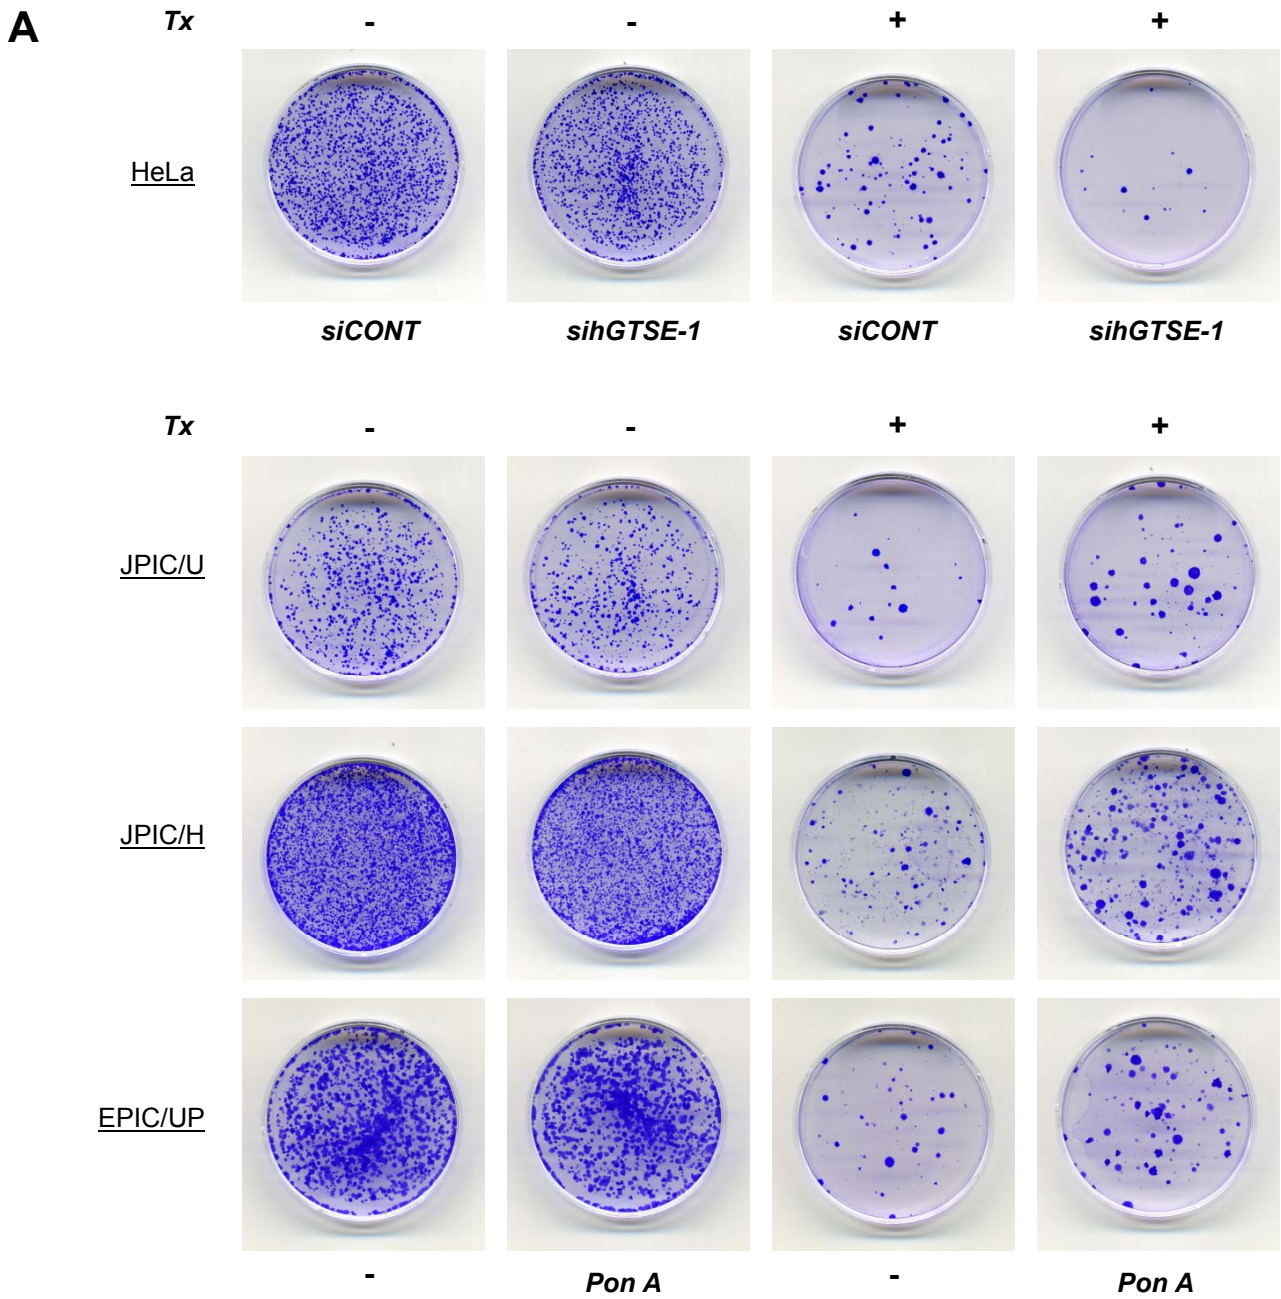 A
Tx - - + +
HeLa
siCONT sihGTSE-1 siCONT sihGTSE-1
Tx - - + +
JPIC/U
JPIC/H
EPIC/UP
- Pon A - Pon A